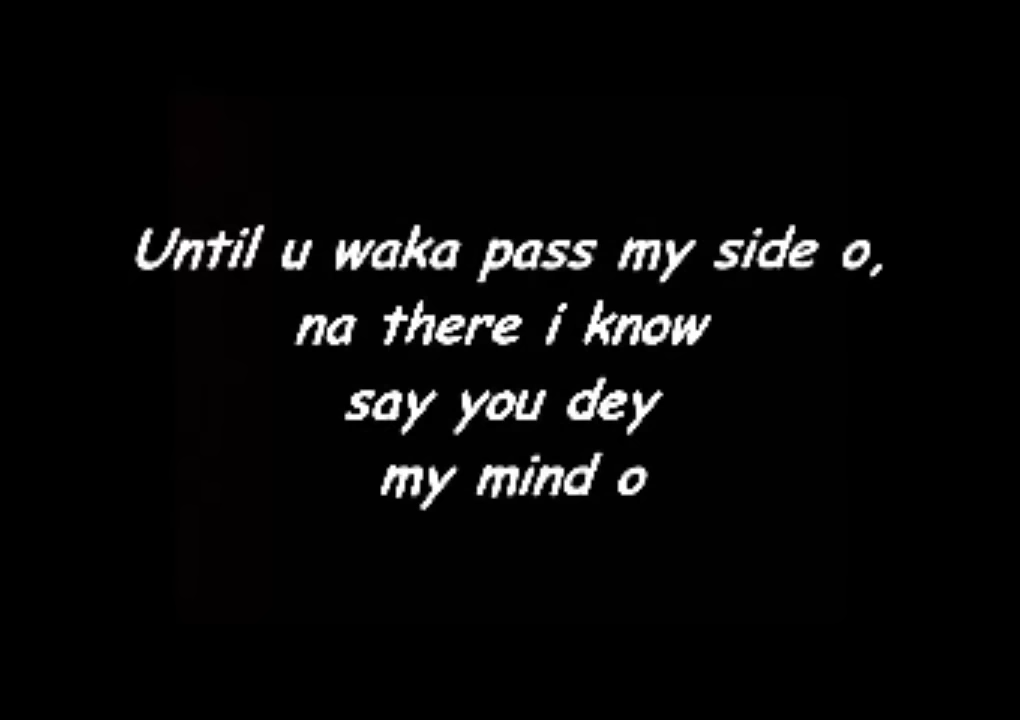 Until u waka pass my side o,
na there i know
say you dey
my mind o